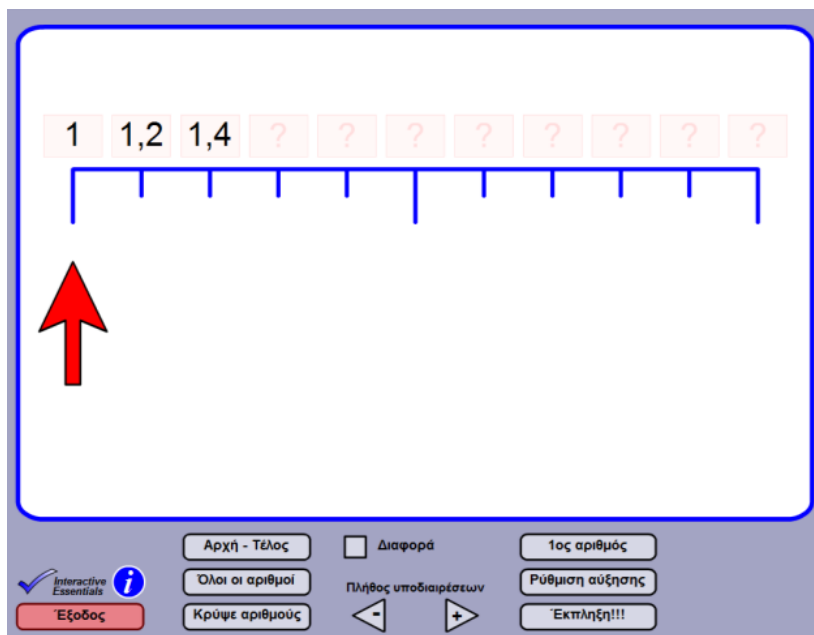 1 1,2 1,4 ? ? ? ? ? ? ? ?
Αρχή - Τέλος Διαφορά 1ος αριθμός
Interactive Essentials i Όλοι οι αριθμοί Πλήθος υποδιαιρέσεων Ρύθμιση αύξησης
Έξοδος Κρύψε αριθμούς - + Έκπληξη!!!